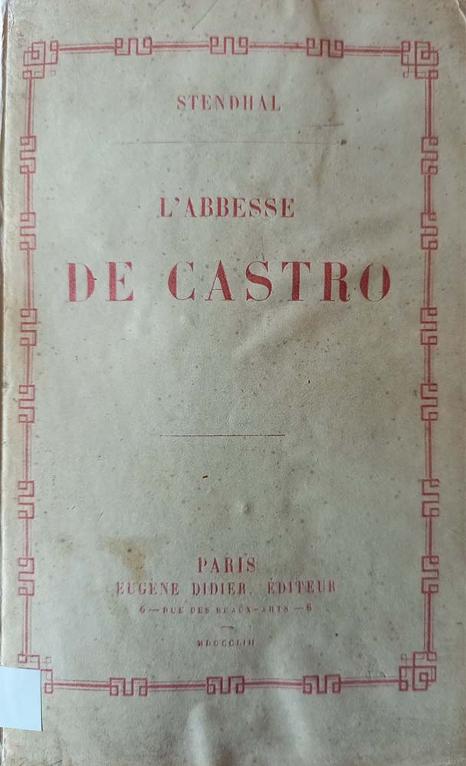 STENDHAL
L'ABBESSE
DE CASTRO
PARIS
EUGENE DIDIER, ÉDITEUR
6—RUE DES BEAUX-ARTS—6
MDCCCLIII